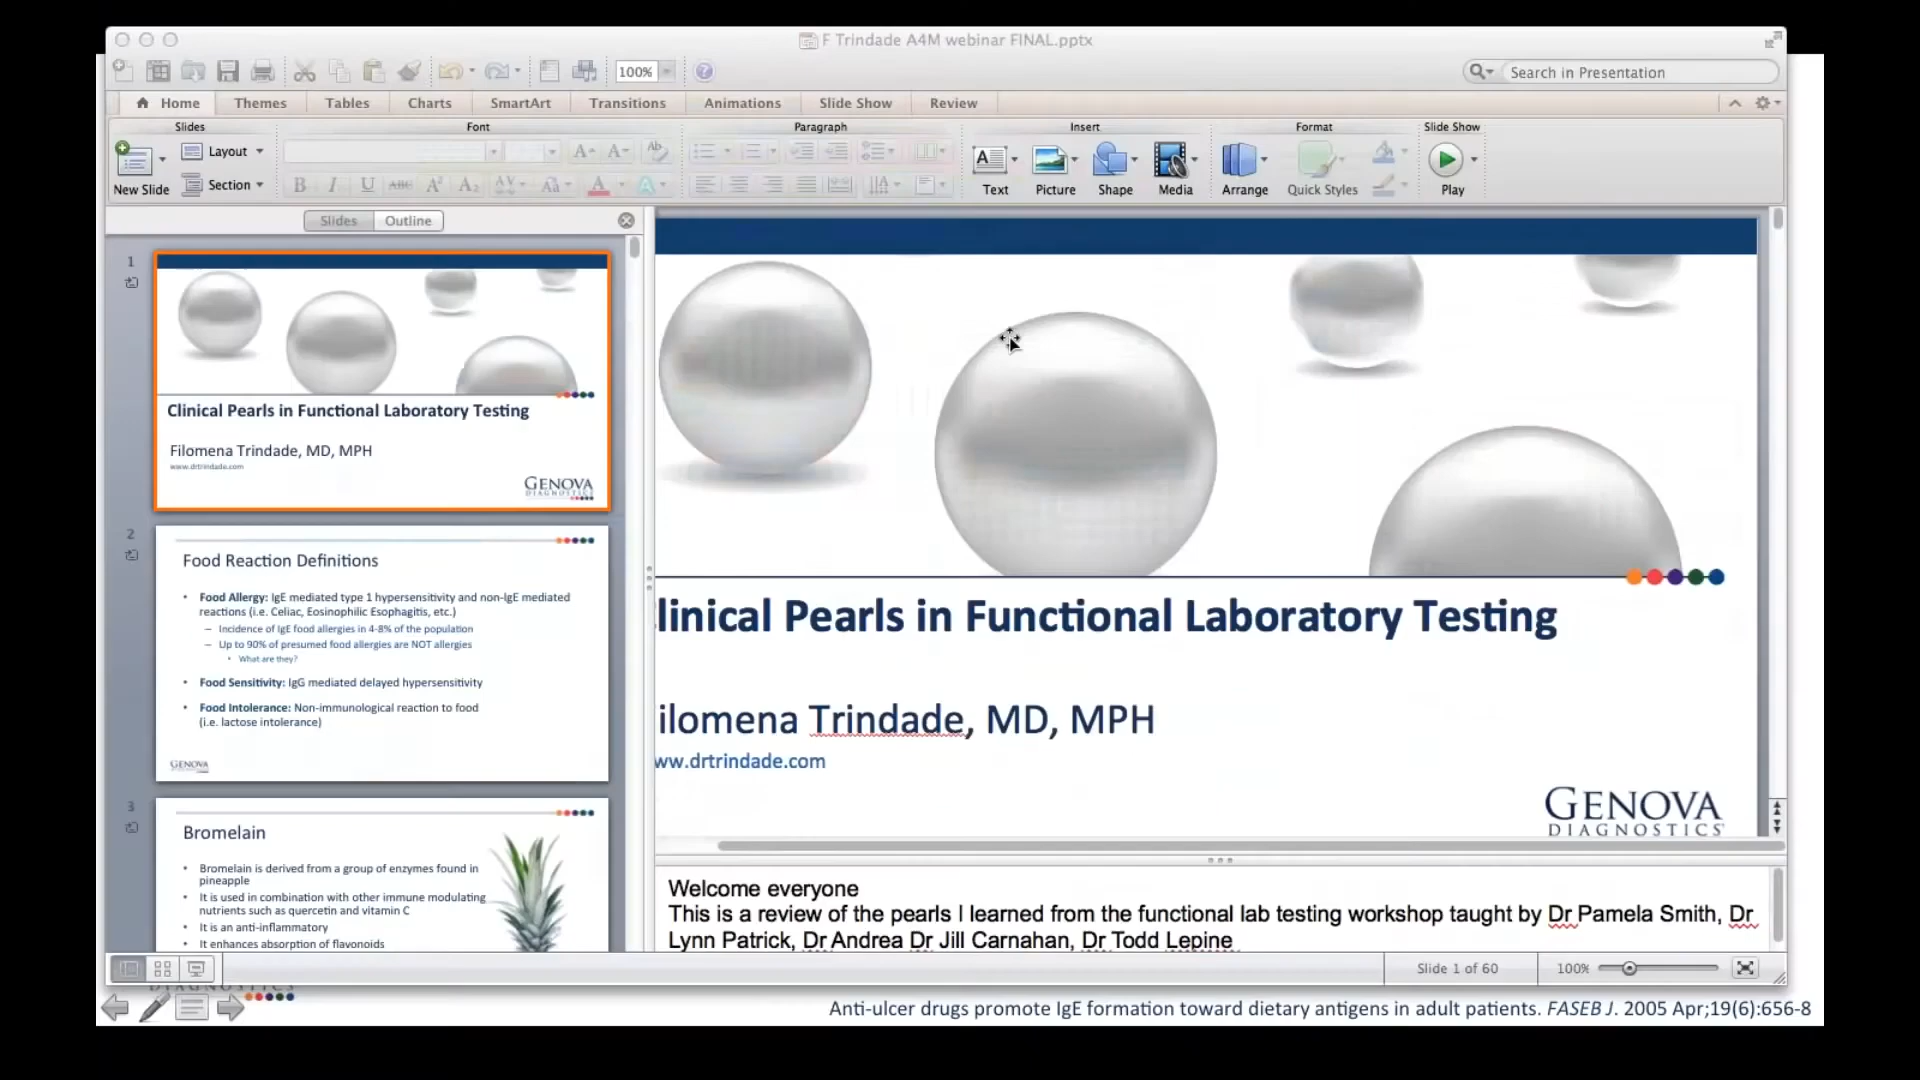 F Trindade A4M webinar FINAL.pptx
100%
Search in Presentation
Home
Themes
Tables
Charts
SmartArt
Transitions
Animations
Slide Show
Review
Slides
Font
Paragraph
Insert
Format
Slide Show
New Slide
Layout
Section
Text
Picture
Shape
Media
Arrange
Quick Styles
Play
Slides
Outline
1
Clinical Pearls in Functional Laboratory Testing
Filomena Trindade, MD, MPH
www.drtrindade.com
GENOVA
DIAGNOSTICS
2
Food Reaction Definitions
• Food Allergy: IgE mediated type 1 hypersensitivity and non-IgE mediated
reactions (i.e. Celiac, Eosinophilic Esophagitis, etc.)
– Incidence of IgE food allergies in 4-8% of the population
– Up to 90% of presumed food allergies are NOT allergies
• What are they?
• Food Sensitivity: IgG mediated delayed hypersensitivity
• Food Intolerance: Non-immunological reaction to food
(i.e. lactose intolerance)
GENOVA
3
Bromelain
• Bromelain is derived from a group of enzymes found in
pineapple
• It is used in combination with other immune modulating
nutrients such as quercetin and vitamin C
• It is an anti-inflammatory
• It enhances absorption of flavonoids
linical Pearls in Functional Laboratory Testing
ilomena Trindade, MD, MPH
ww.drtrindade.com
GENOVA
DIAGNOSTICS
Welcome everyone
This is a review of the pearls I learned from the functional lab testing workshop taught by Dr Pamela Smith, Dr
Lynn Patrick, Dr Andrea Dr Jill Carnahan, Dr Todd Lepine
Slide 1 of 60
100%
Anti-ulcer drugs promote IgE formation toward dietary antigens in adult patients. FASEB J. 2005 Apr;19(6):656-8